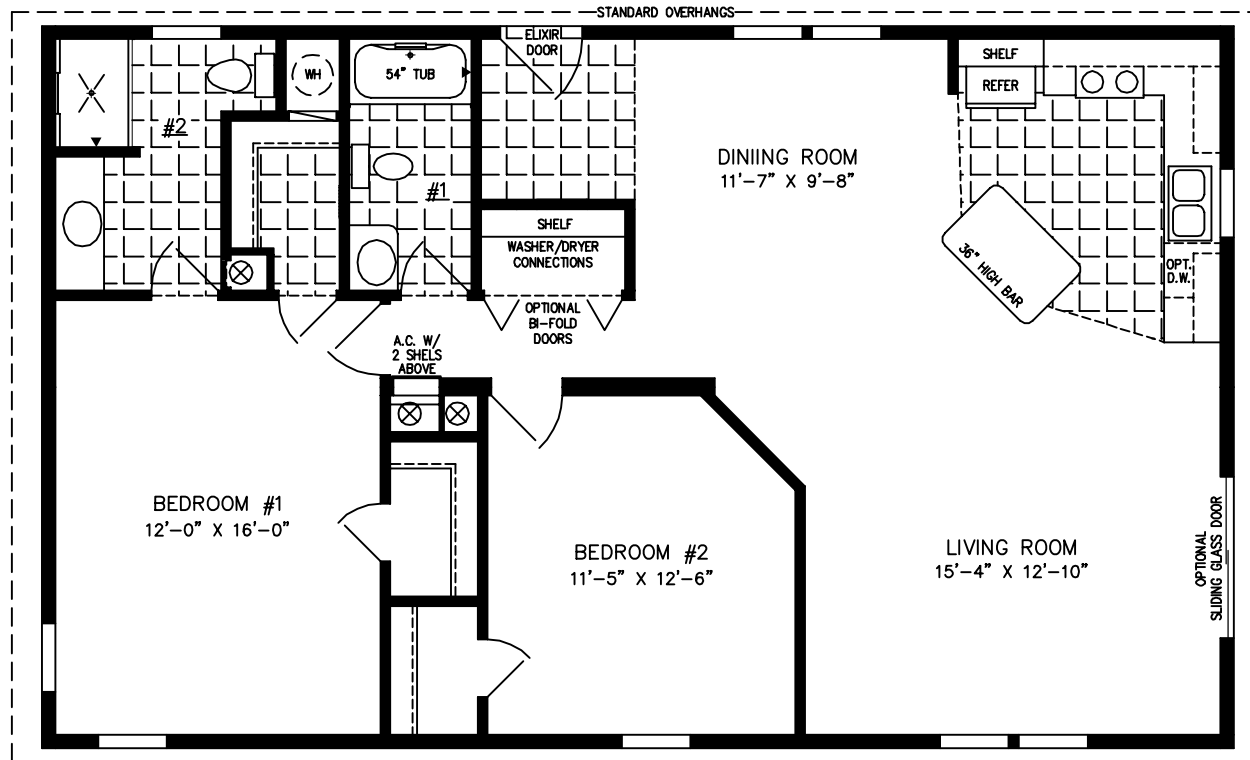 STANDARD OVERHANGS
ELIXIR
DOOR
SHELF
REFER
WH
54" TUB
#2
#1
DINIING ROOM
11'-7" X 9'-8"
SHELF
WASHER/DRYER
CONNECTIONS
36" HIGH BAR
OPT.
D.W.
OPTIONAL
BI-FOLD
DOORS
A.C. W/
2 SHELS
ABOVE
BEDROOM #1
12'-0" X 16'-0"
BEDROOM #2
11'-5" X 12'-6"
LIVING ROOM
15'-4" X 12'-10"
OPTIONAL
SLIDING GLASS DOOR